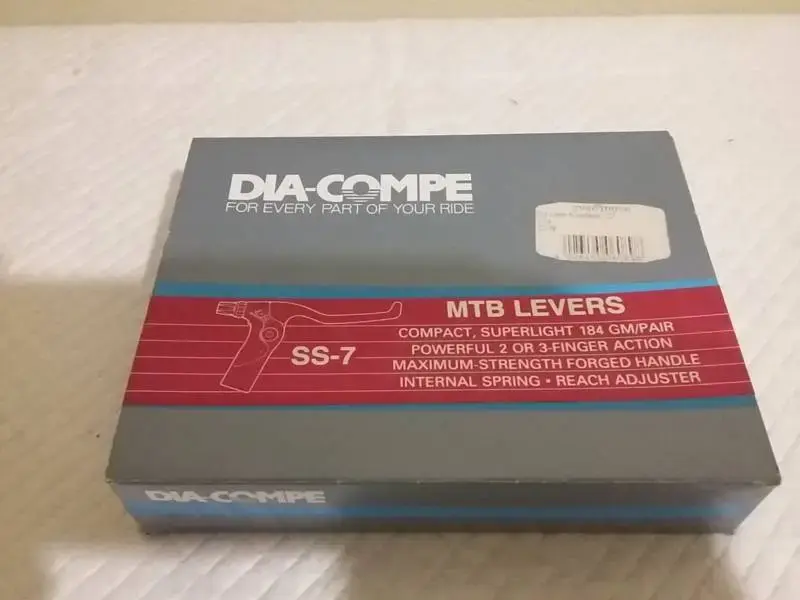 DIA-COMPE
FOR EVERY PART OF YOUR RIDE
MTB LEVERS
COMPACT, SUPERLIGHT 184 GM/PAIR
SS-7
POWERFUL 2 OR 3-FINGER ACTION
MAXIMUM-STRENGTH FORGED HANDLE
INTERNAL SPRING • REACH ADJUSTER
DIA-COMPE